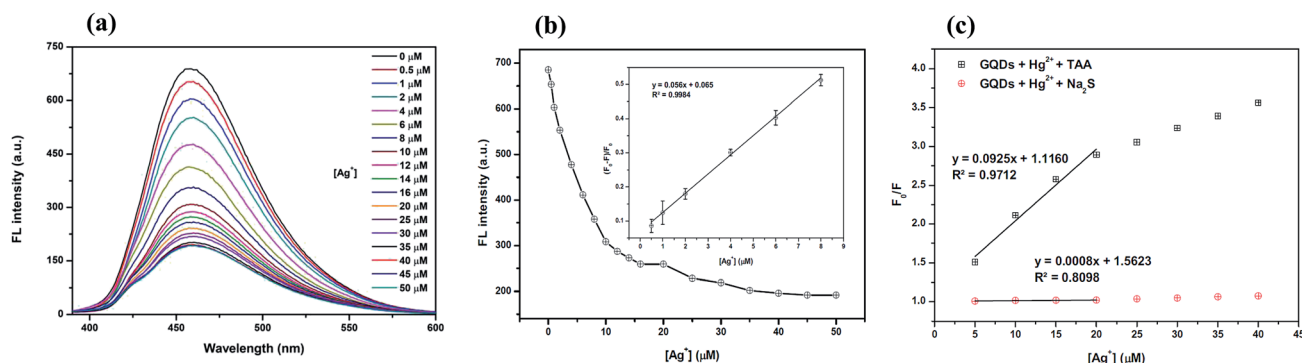 (a)
FL intensity (a.u.)
750
600
450
300
150
0
400
450
500
550
600
Wavelength (nm)
[Ag⁺]
0 μM
0.5 μM
1 μM
2 μM
4 μM
6 μM
8 μM
10 μM
12 μM
14 μM
16 μM
20 μM
25 μM
30 μM
35 μM
40 μM
45 μM
50 μM
(b)
FL intensity (a.u.)
700
600
500
400
300
200
0
10
20
30
40
50
[Ag⁺] (μM)
y = 0.056x + 0.065
R² = 0.9984
(F₀-F)/F₀
0.5
0.4
0.3
0.2
0.1
0
1
2
3
4
5
6
7
8
9
[Ag⁺] (μM)
(c)
GQDs + Hg²⁺ + TAA
GQDs + Hg²⁺ + Na₂S
F₀/F
4.0
3.5
3.0
2.5
2.0
1.5
1.0
y = 0.0925x + 1.1160
R² = 0.9712
y = 0.0008x + 1.5623
R² = 0.8098
0
5
10
15
20
25
30
35
40
45
[Ag⁺] (μM)